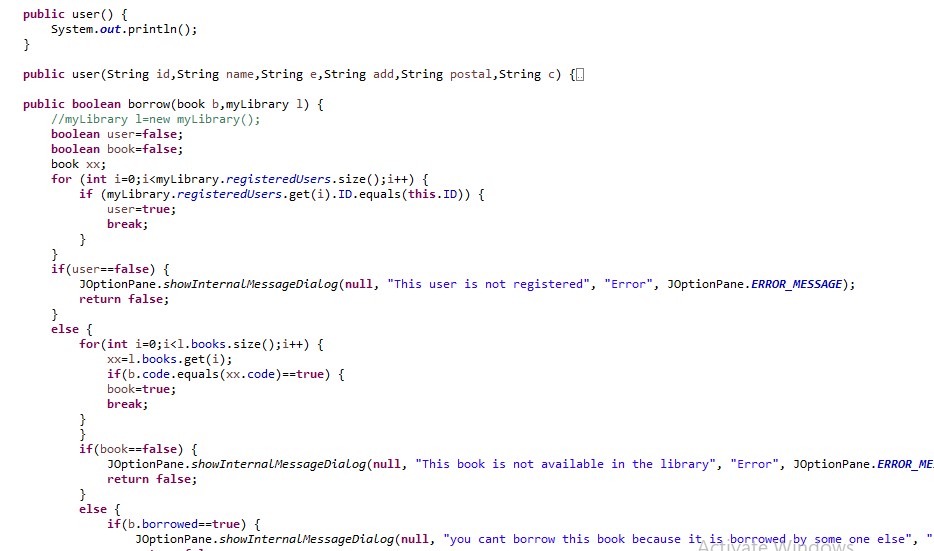 public user() {
System.out.println();
}
public user(String id,String name,String e,String add,String postal,String c) {
public boolean borrow(book b,myLibrary l) {
//myLibrary l=new myLibrary();
boolean user=false;
boolean book=false;
book xx;
for (int i=0;i<myLibrary.registeredUsers.size();i++) {
if (myLibrary.registeredUsers.get(i).ID.equals(this.ID)) {
user=true;
break;
}
}
if(user==false) {
JOptionPane.showInternalMessageDialog(null, "This user is not registered", "Error", JOptionPane.ERROR_MESSAGE);
return false;
}
else {
for(int i=0;i<l.books.size();i++) {
xx=l.books.get(i);
if(b.code.equals(xx.code)==true) {
book=true;
break;
}
}
if(book==false) {
JOptionPane.showInternalMessageDialog(null, "This book is not available in the library", "Error", JOptionPane.ERROR_ME
return false;
}
else {
if(b.borrowed==true) {
JOptionPane.showInternalMessageDialog(null, "you cant borrow this book because it is borrowed by some one else", "
Activate Windows